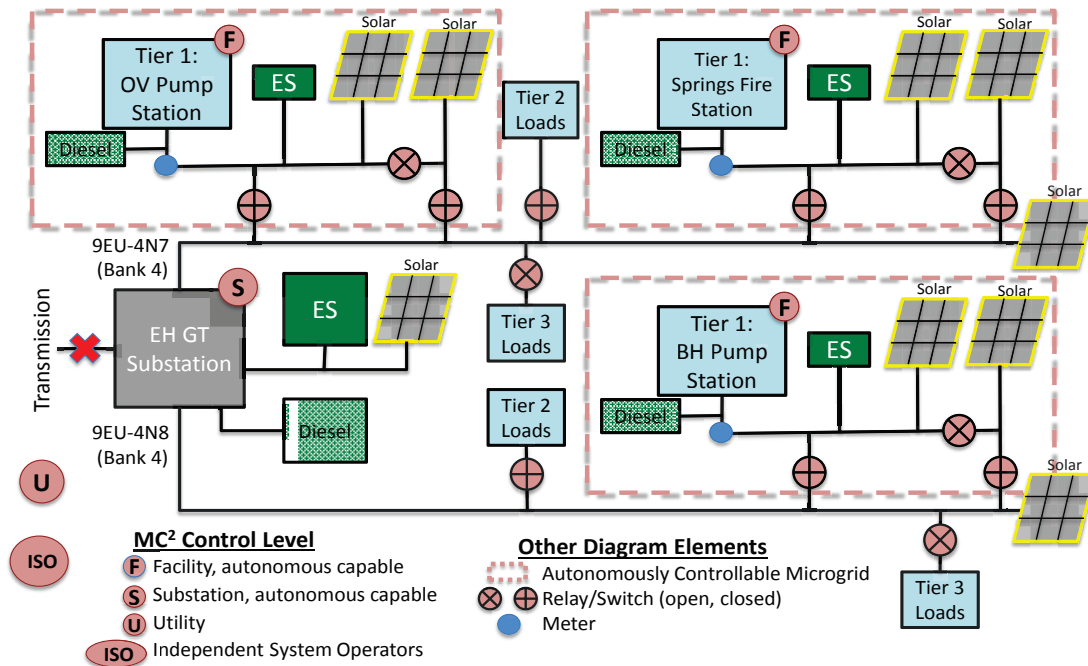 Solar
Solar
F
Tier 1:
OV Pump
Station
ES
Diesel
Tier 2
Loads
Solar
Solar
F
Tier 1:
Springs Fire
Station
ES
Diesel
Solar
9EU-4N7
(Bank 4)
S
EH GT
Substation
Transmission
ES
Solar
Diesel
Tier 3
Loads
Tier 2
Loads
Solar
Solar
F
Tier 1:
BH Pump
Station
ES
Diesel
Solar
9EU-4N8
(Bank 4)
Tier 3
Loads
U
ISO
MC² Control Level
F Facility, autonomous capable
S Substation, autonomous capable
U Utility
ISO Independent System Operators
Other Diagram Elements
Autonomously Controllable Microgrid
Relay/Switch (open, closed)
Meter